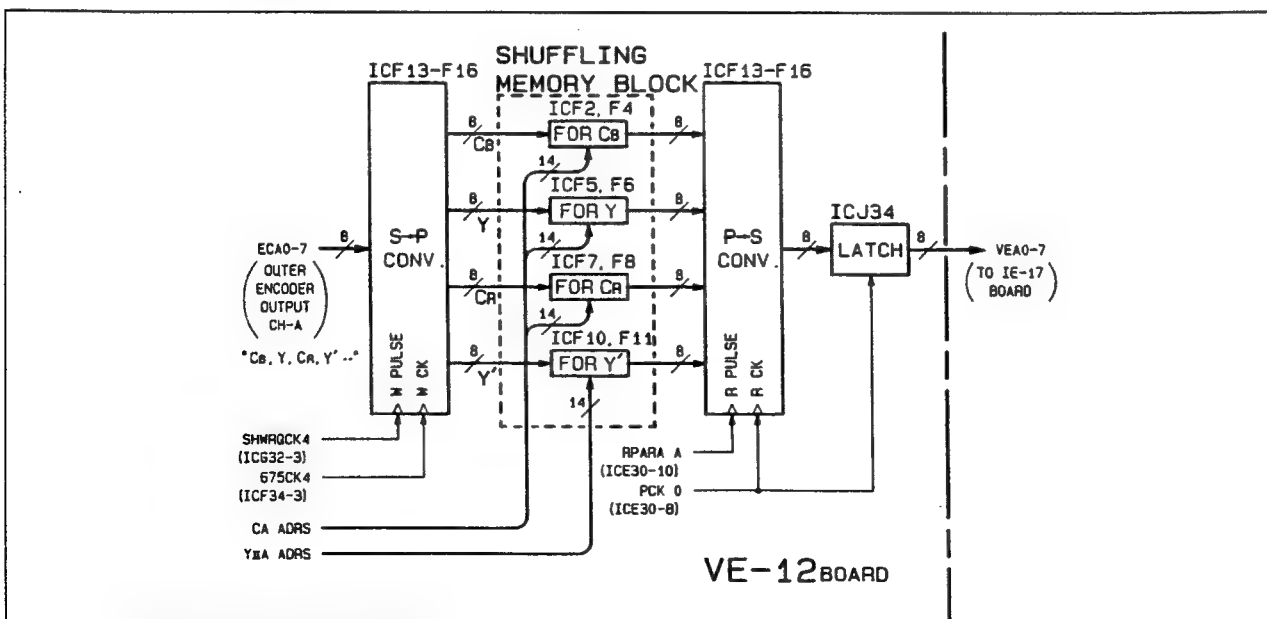 SHUFFLING
MEMORY BLOCK
ICF13-F16
ICF13-F16
ICF2, F4
8
CB
FOR CB
8
14
ICF5, F6
8
Y
FOR Y
8
14
ICF7, F8
8
CR
FOR CR
8
14
ICF10, F11
8
Y'
FOR Y'
8
14
ECA0-7
8
(OUTER
ENCODER
OUTPUT
CH-A)
"CB, Y, CR, Y'--"
S→P
CONV.
W PULSE
W CK
P→S
CONV.
R PULSE
R CK
8
ICJ34
LATCH
8
VEA0-7
(TO IE-17
BOARD)
SHWRQCK4
(ICG32-3)
675CK4
(ICF34-3)
CA ADRS
YⅡA ADRS
RPARA A
(ICE30-10)
PCK 0
(ICE30-8)
VE-12 BOARD